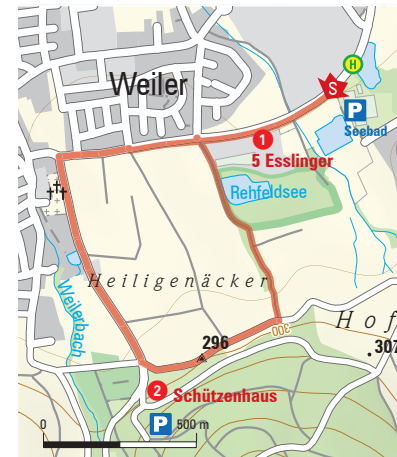 H
Weiler
S
P
Seebad
1
5 Esslinger
Rehfeldsee
Heiligenäcker
Weilerbach
300
Hof
296
307
2
Schützenhaus
P
0
500 m